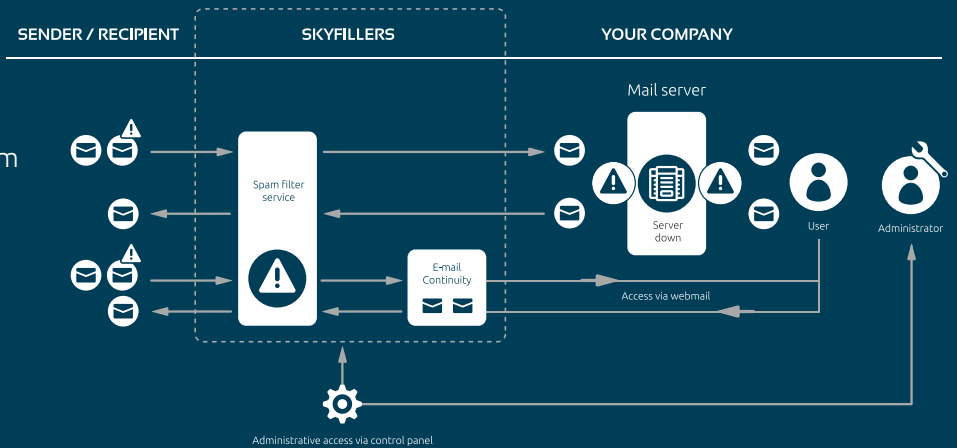 SENDER / RECIPIENT
SKYFILLERS
YOUR COMPANY
Mail server
m
Spam filter
service
Server
down
User
Administrator
E-mail
Continuity
Access via webmail
Administrative access via control panel